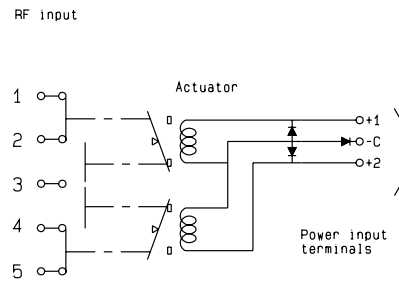 RF input
Actuator
1
2
3
4
5
+1
-C
+2
Power input
terminals